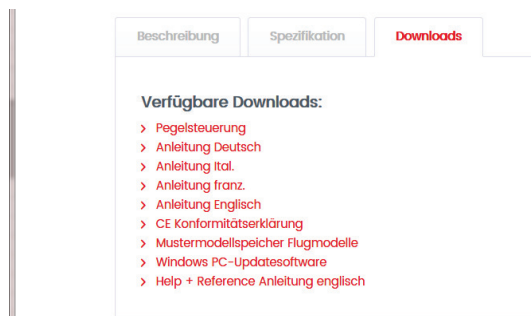 Beschreibung
Spezifikation
Downloads
Verfügbare Downloads:
Pegelsteuerung
Anleitung Deutsch
Anleitung Ital.
Anleitung franz.
Anleitung Englisch
CE Konformitätserklärung
Mustermodellspeicher Flugmodelle
Windows PC-Updatesoftware
Help + Reference Anleitung englisch